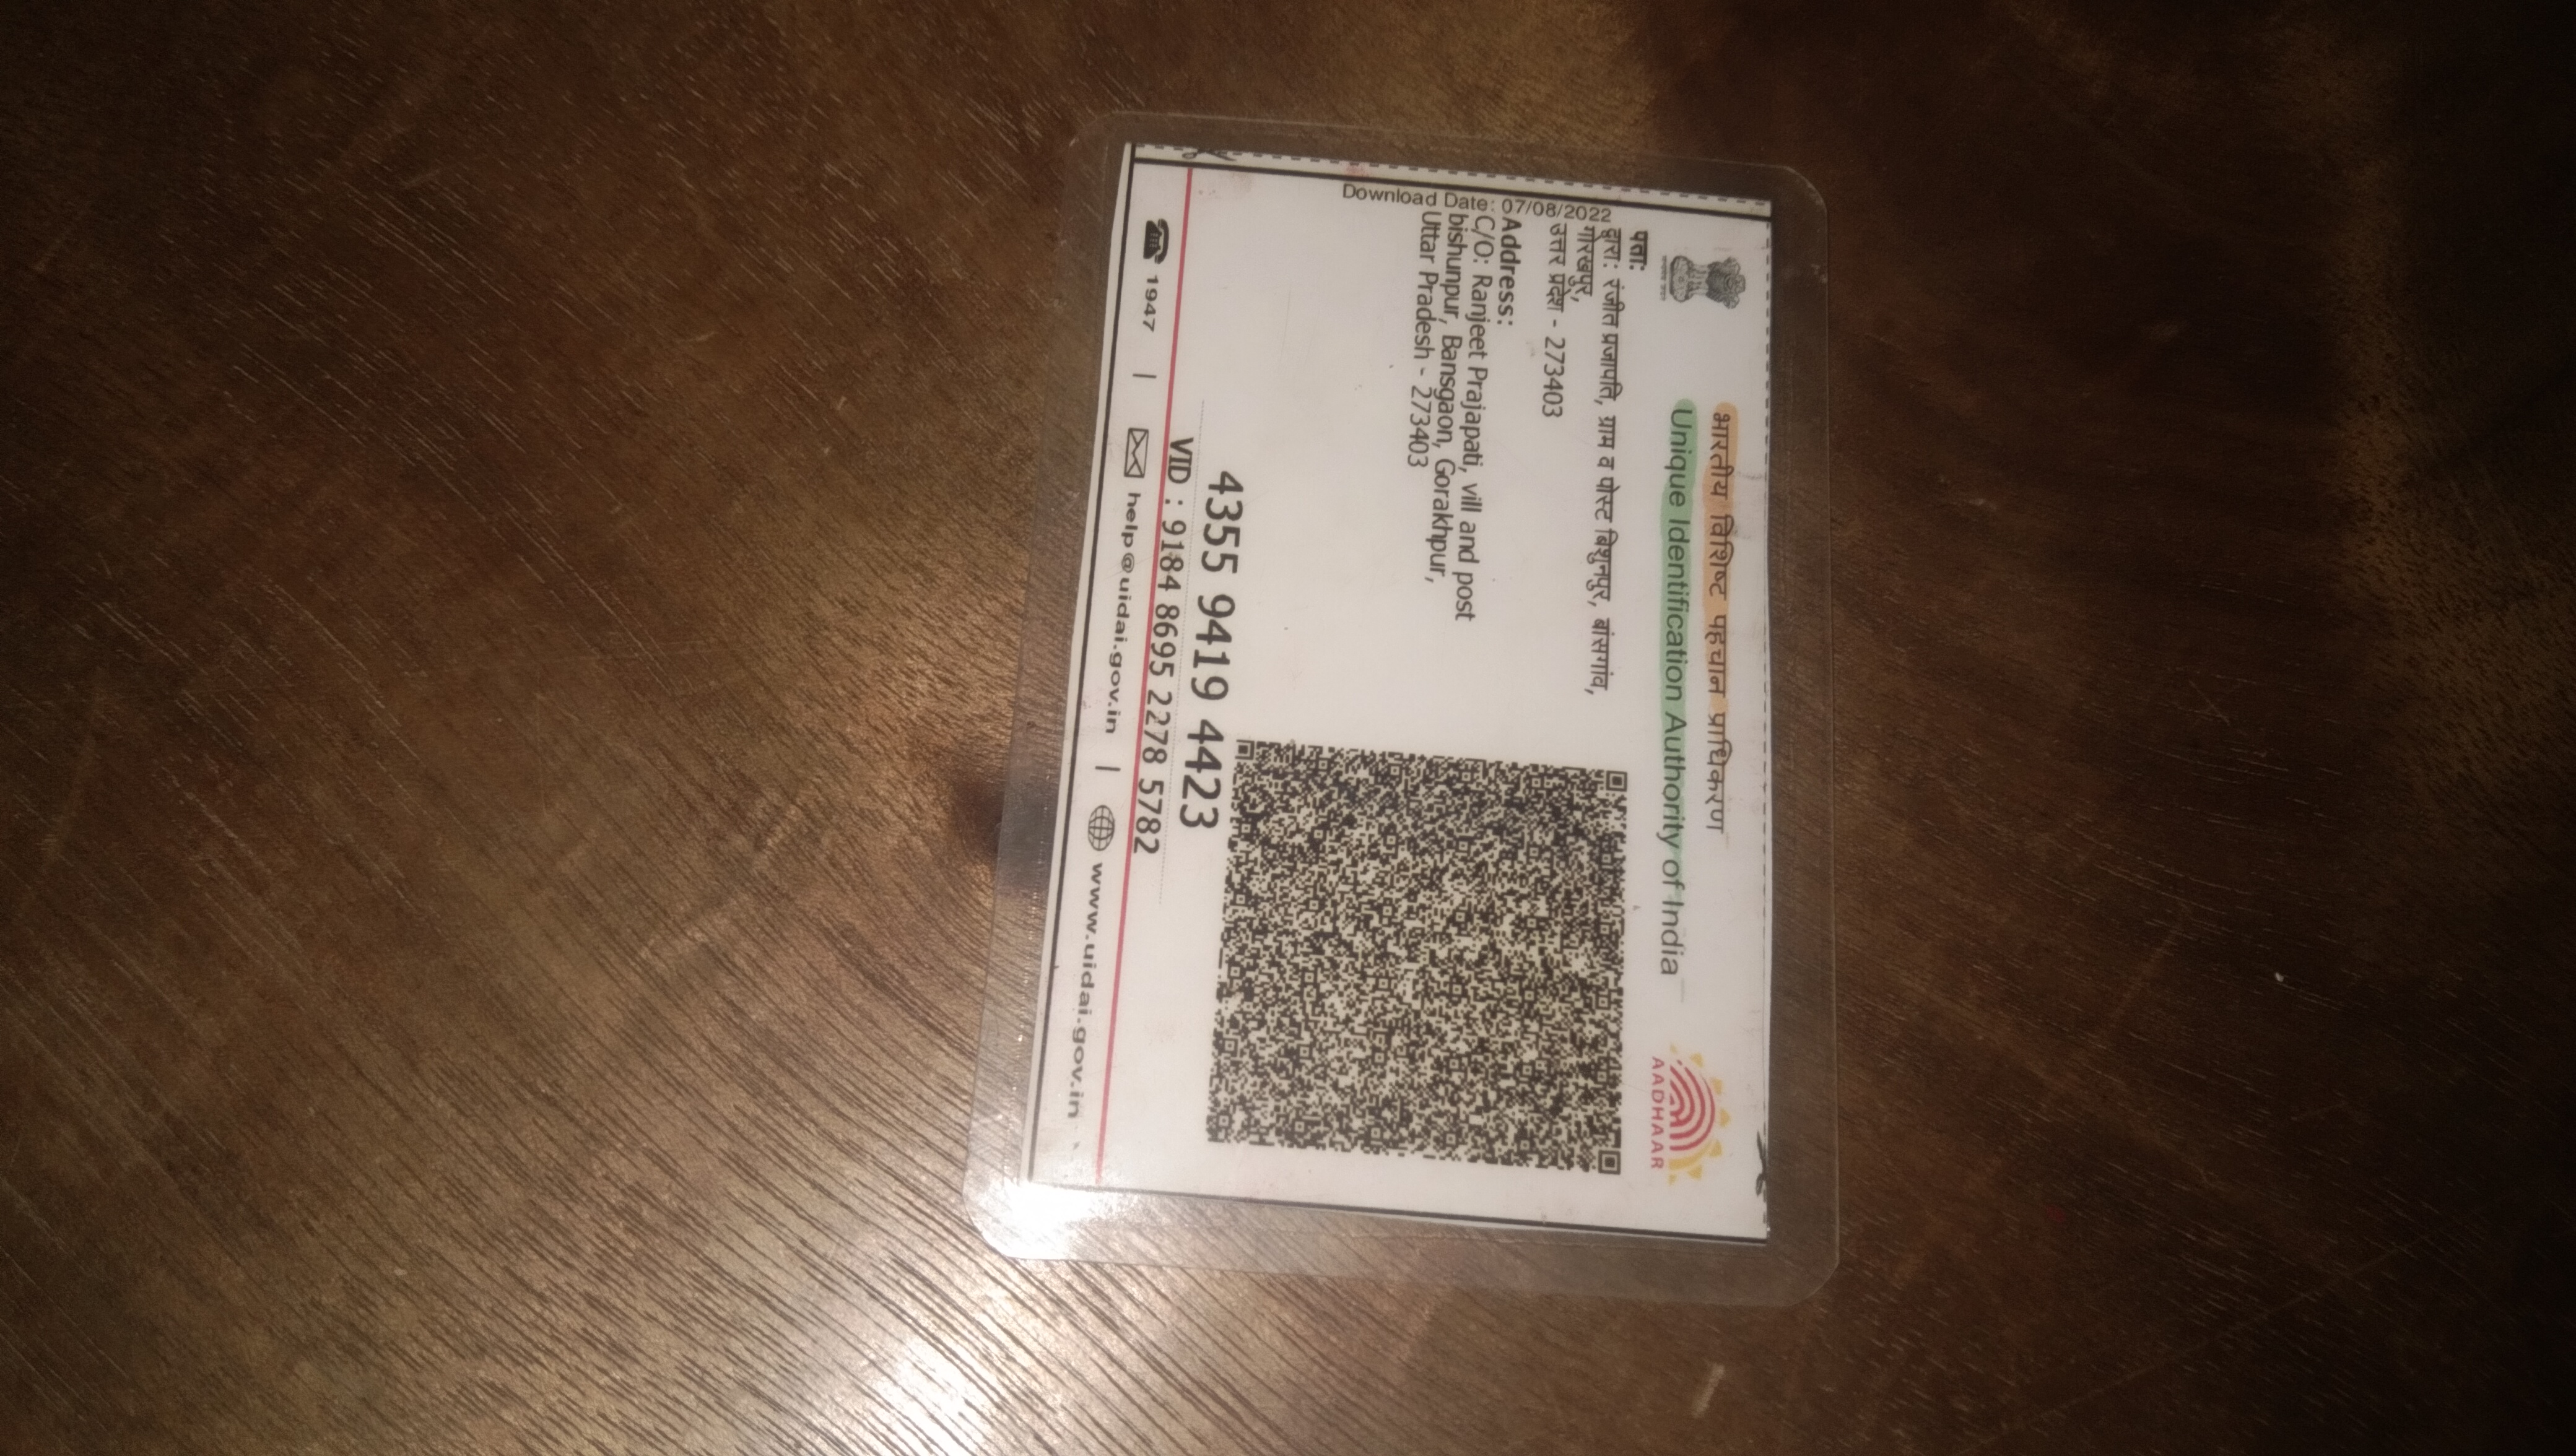 भारतीय विशिष्ट पहचान प्राधिकरण
Unique Identification Authority of India
AADHAAR
पता:
द्वारा: रंजीत प्रजापति, ग्राम व पोस्ट बिशुनपुर, बांसगांव,
गोरखपुर,
उत्तर प्रदेश - 273403
Address:
C/O: Ranjeet Prajapati, vill and post
bishunpur, Bansgaon, Gorakhpur,
Uttar Pradesh - 273403
Download Date: 07/08/2022
4355 9419 4423
VID : 9184 8695 2278 5782
1947 | help@uidai.gov.in | www.uidai.gov.in